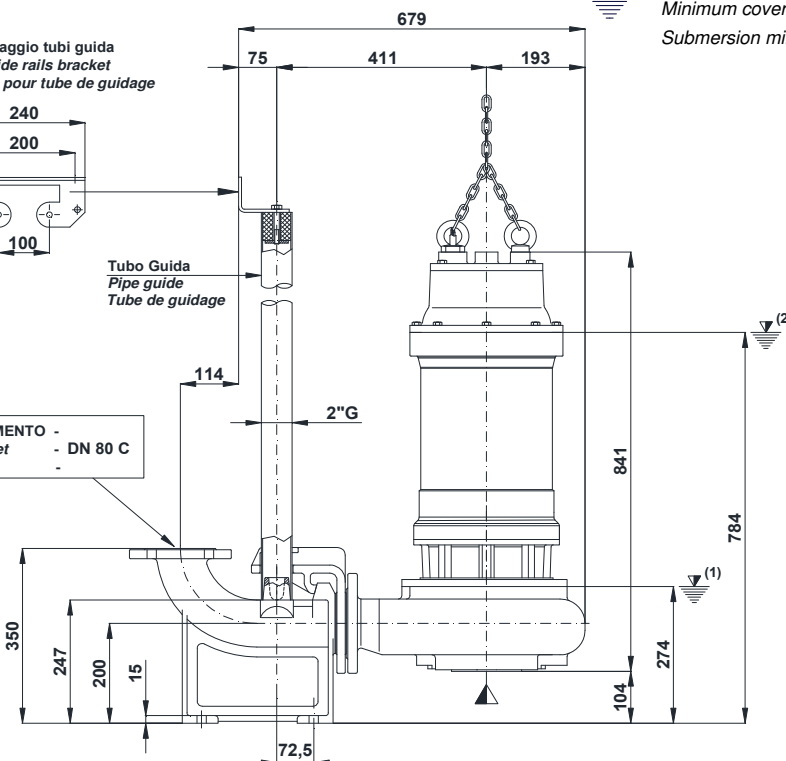 Minimum cover
Submersion mi
679
75
411
193
aggio tubi guida
de rails bracket
pour tube de guidage
240
200
100
Tubo Guida
Pipe guide
Tube de guidage
(2
114
2"G
MENTO -
et - DN 80 C
-
841
784
(1)
350
247
200
15
274
104
72,5